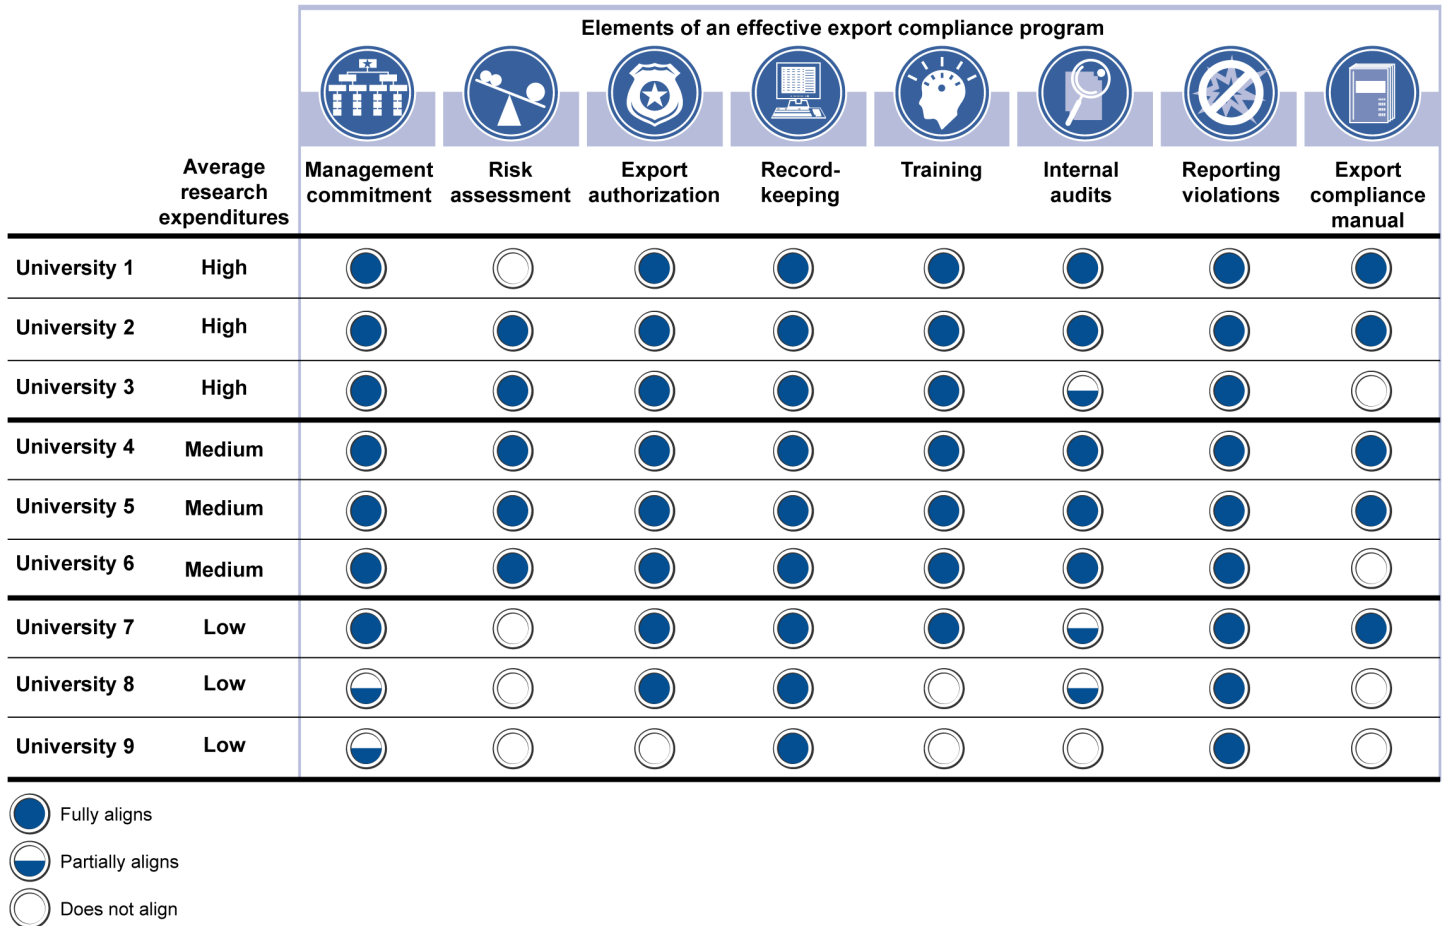 Elements of an effective export compliance program
Average
research
expenditures
Management
commitment
Risk
assessment
Export
authorization
Record-
keeping
Training
Internal
audits
Reporting
violations
Export
compliance
manual
University 1 High
University 2 High
University 3 High
University 4 Medium
University 5 Medium
University 6 Medium
University 7 Low
University 8 Low
University 9 Low
Fully aligns
Partially aligns
Does not align